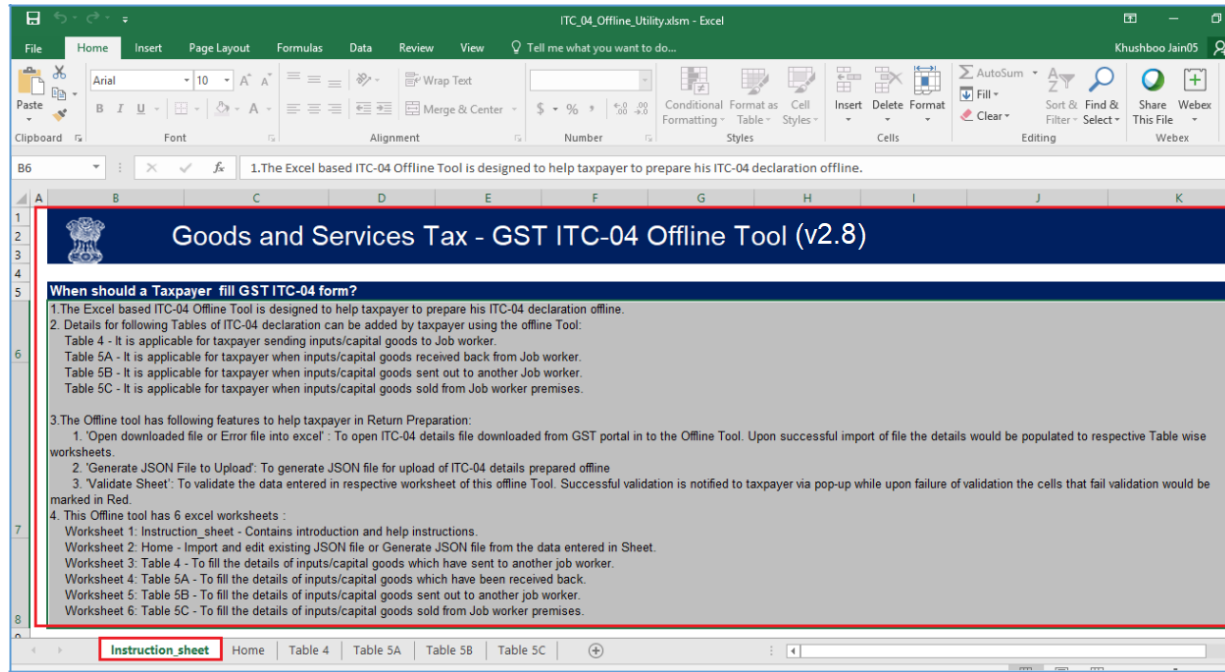 ITC_04_Offline_Utility.xlsm - Excel
File Home Insert Page Layout Formulas Data Review View Tell me what you want to do... Khushboo Jain05
Arial 10 A A Wrap Text AutoSum
Paste B I U A Merge & Center $ % , Conditional Format as Cell Insert Delete Format Fill Sort & Find & Share Webex
Formatting Table Styles Clear Filter Select This File
Clipboard Font Alignment Number Styles Cells Editing Webex
B6 fx 1.The Excel based ITC-04 Offline Tool is designed to help taxpayer to prepare his ITC-04 declaration offline.
A B C D E F G H I J K
1
2
3
Goods and Services Tax - GST ITC-04 Offline Tool (v2.8)
4
5 When should a Taxpayer fill GST ITC-04 form?
1.The Excel based ITC-04 Offline Tool is designed to help taxpayer to prepare his ITC-04 declaration offline.
2. Details for following Tables of ITC-04 declaration can be added by taxpayer using the offline Tool:
Table 4 - It is applicable for taxpayer sending inputs/capital goods to Job worker.
6 Table 5A - It is applicable for taxpayer when inputs/capital goods received back from Job worker.
Table 5B - It is applicable for taxpayer when inputs/capital goods sent out to another Job worker.
Table 5C - It is applicable for taxpayer when inputs/capital goods sold from Job worker premises.
3.The Offline tool has following features to help taxpayer in Return Preparation:
1. 'Open downloaded file or Error file into excel' : To open ITC-04 details file downloaded from GST portal in to the Offline Tool. Upon successful import of file the details would be populated to respective Table wise
worksheets.
2. 'Generate JSON File to Upload': To generate JSON file for upload of ITC-04 details prepared offline
3. 'Validate Sheet': To validate the data entered in respective worksheet of this offline Tool. Successful validation is notified to taxpayer via pop-up while upon failure of validation the cells that fail validation would be
marked in Red.
4. This Offline tool has 6 excel worksheets :
7 Worksheet 1: Instruction_sheet - Contains introduction and help instructions.
Worksheet 2: Home - Import and edit existing JSON file or Generate JSON file from the data entered in Sheet.
Worksheet 3: Table 4 - To fill the details of inputs/capital goods which have sent to another job worker.
Worksheet 4: Table 5A - To fill the details of inputs/capital goods which have been received back.
Worksheet 5: Table 5B - To fill the details of inputs/capital goods sent out to another job worker.
Worksheet 6: Table 5C - To fill the details of inputs/capital goods sold from Job worker premises.
8
Instruction_sheet Home Table 4 Table 5A Table 5B Table 5C